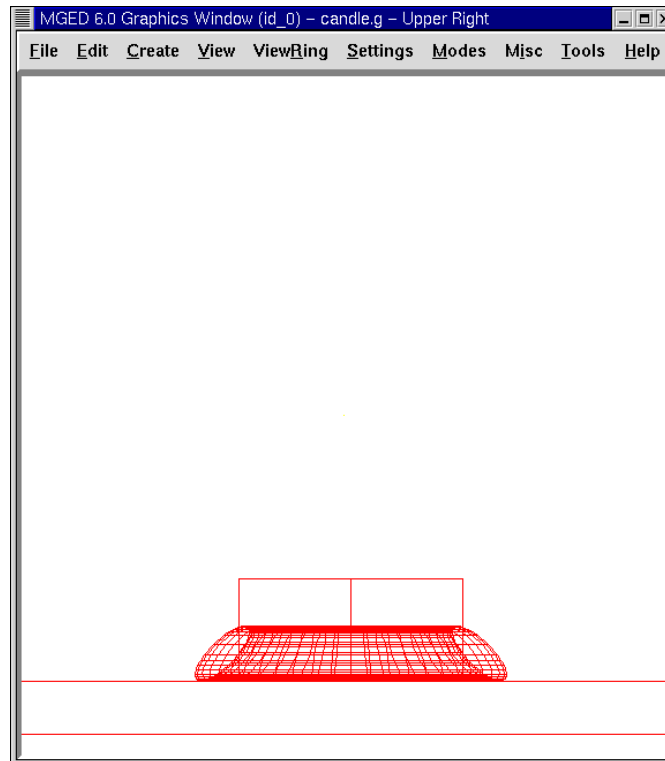 MGED 6.0 Graphics Window (id_0) – candle.g – Upper Right
File Edit Create View ViewRing Settings Modes Misc Tools Help